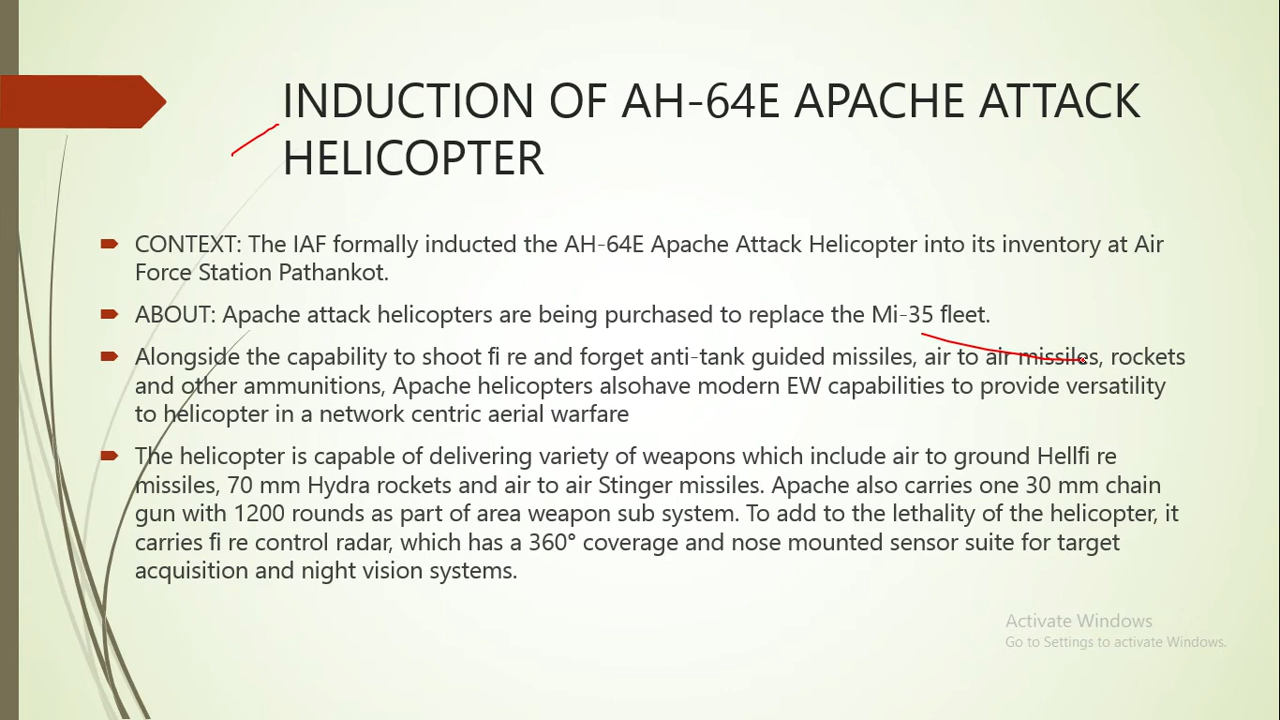 INDUCTION OF AH-64E APACHE ATTACK
HELICOPTER
CONTEXT: The IAF formally inducted the AH-64E Apache Attack Helicopter into its inventory at Air
Force Station Pathankot.
ABOUT: Apache attack helicopters are being purchased to replace the Mi-35 fleet.
Alongside the capability to shoot fi re and forget anti-tank guided missiles, air to air missiles, rockets
and other ammunitions, Apache helicopters alsohave modern EW capabilities to provide versatility
to helicopter in a network centric aerial warfare
The helicopter is capable of delivering variety of weapons which include air to ground Hellfi re
missiles, 70 mm Hydra rockets and air to air Stinger missiles. Apache also carries one 30 mm chain
gun with 1200 rounds as part of area weapon sub system. To add to the lethality of the helicopter, it
carries fi re control radar, which has a 360° coverage and nose mounted sensor suite for target
acquisition and night vision systems.
Activate Windows
Go to Settings to activate Windows.